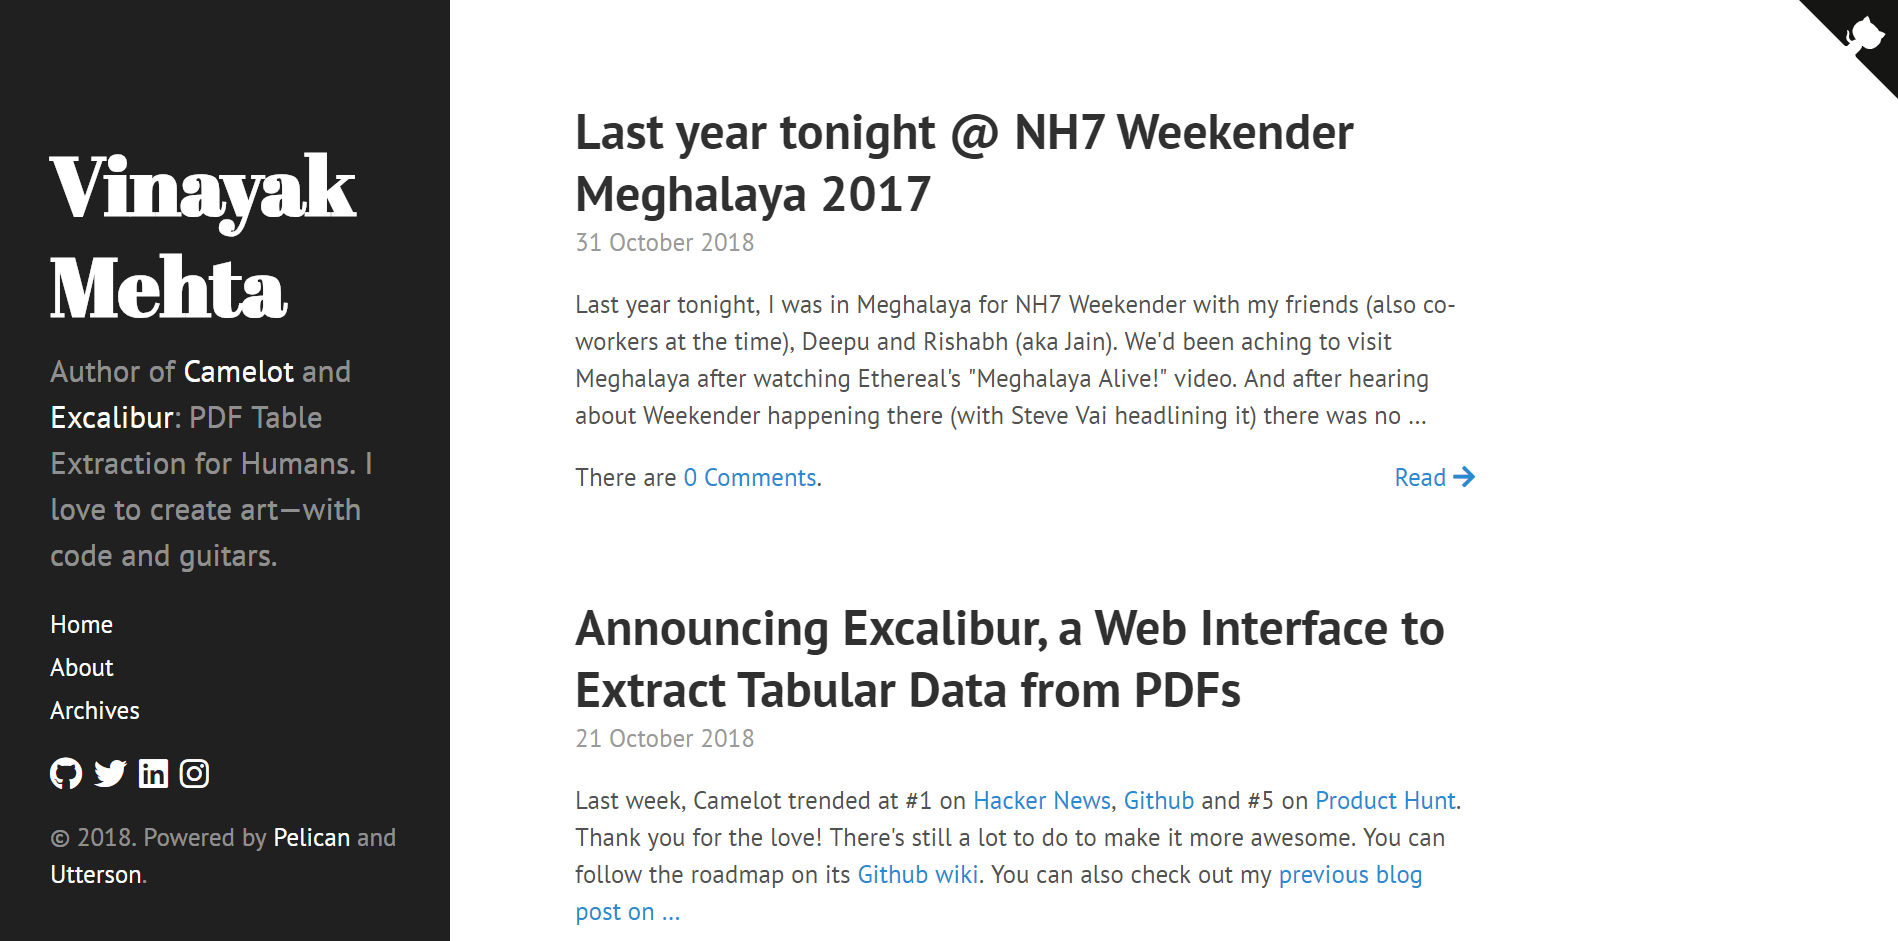 Vinayak
Mehta
Author of Camelot and
Excalibur: PDF Table
Extraction for Humans. I
love to create art—with
code and guitars.
Home
About
Archives
© 2018. Powered by Pelican and
Utterson.
Last year tonight @ NH7 Weekender
Meghalaya 2017
31 October 2018
Last year tonight, I was in Meghalaya for NH7 Weekender with my friends (also co-
workers at the time), Deepu and Rishabh (aka Jain). We'd been aching to visit
Meghalaya after watching Ethereal's "Meghalaya Alive!" video. And after hearing
about Weekender happening there (with Steve Vai headlining it) there was no ...
There are 0 Comments.
Read
Announcing Excalibur, a Web Interface to
Extract Tabular Data from PDFs
21 October 2018
Last week, Camelot trended at #1 on Hacker News, Github and #5 on Product Hunt.
Thank you for the love! There's still a lot to do to make it more awesome. You can
follow the roadmap on its Github wiki. You can also check out my previous blog
post on ...